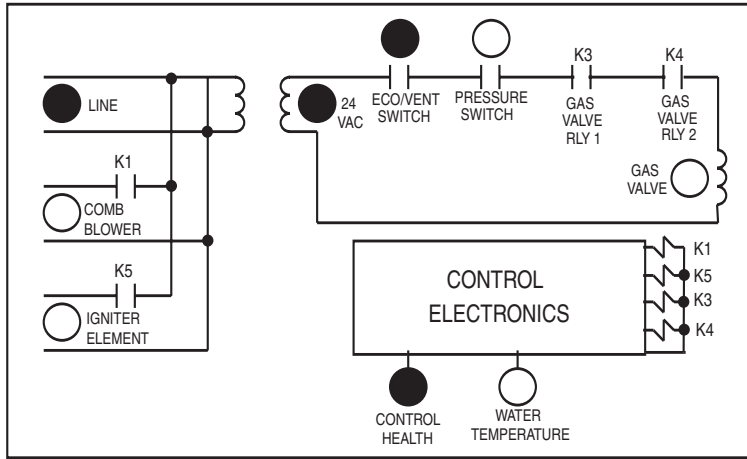 LINE
K1
COMB
BLOWER
K5
IGNITER
ELEMENT
24
VAC
ECO/VENT
SWITCH
PRESSURE
SWITCH
K3
GAS
VALVE
RLY 1
K4
GAS
VALVE
RLY 2
GAS
VALVE
CONTROL
ELECTRONICS
K1
K5
K3
K4
CONTROL
HEALTH
WATER
TEMPERATURE